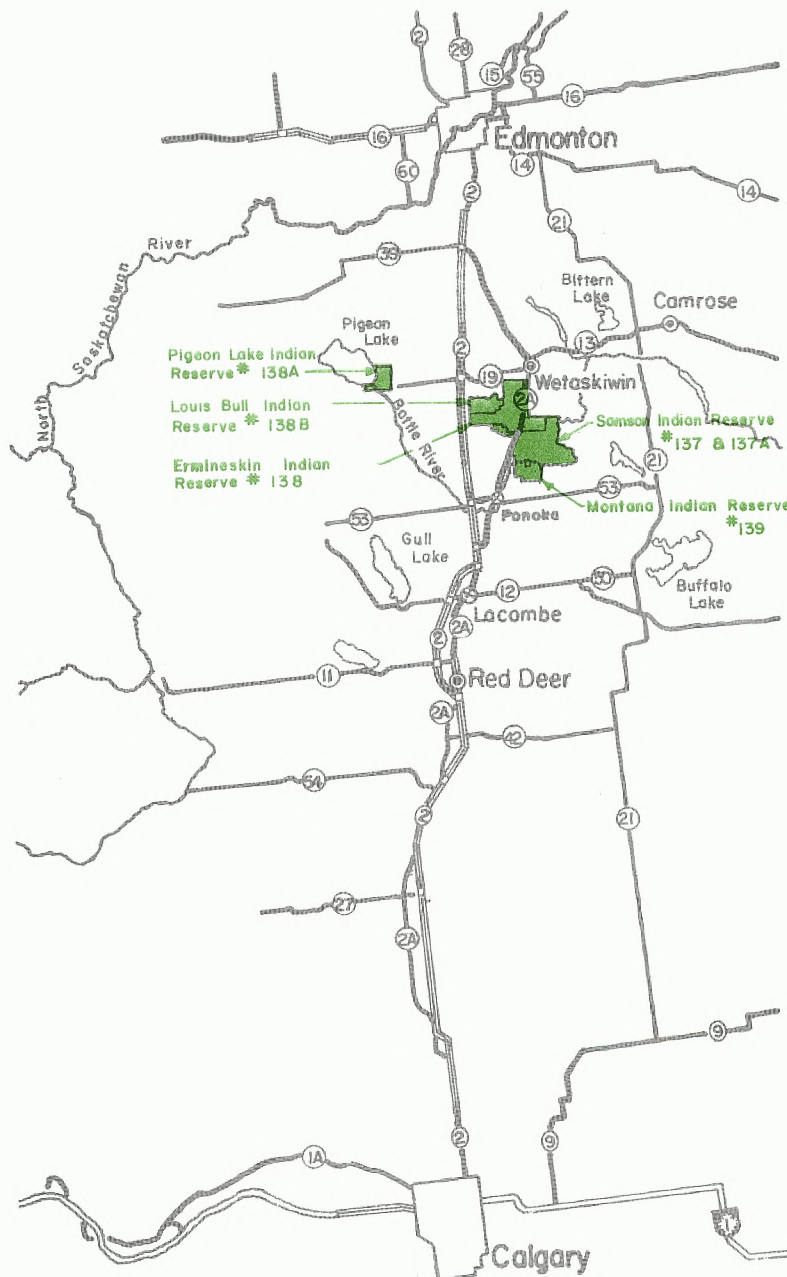 2
28
15
55
16
16
Edmonton
60
14
14
2
21
River
39
Bittern
Lake
Camrose
Saskatchewan
Pigeon
Lake
13
2
Pigeon Lake Indian
Reserve # 138A
19
Wetaskiwin
2A
Louis Bull Indian
Reserve # 138B
Battle River
Samson Indian Reserve
# 137 & 137A
North
Ermineskin Indian
Reserve # 138
21
53
Montana Indian Reserve
# 139
53
Ponoka
Gull
Lake
50
Buffalo
Lake
12
Lacombe
2A
2
11
Red Deer
2A
42
54
2
21
27
2A
9
2
9
1A
1
Calgary